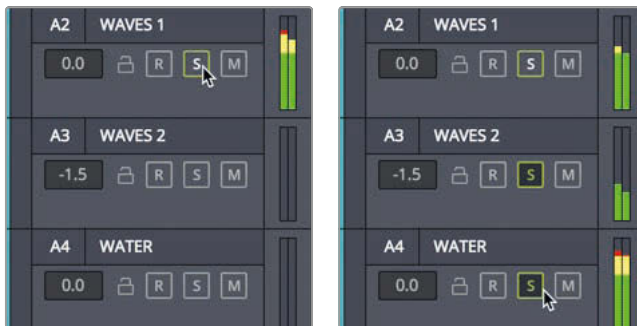 A2 WAVES 1
0.0 R S M
A3 WAVES 2
-1.5 R S M
A4 WATER
0.0 R S M
A2 WAVES 1
0.0 R S M
A3 WAVES 2
-1.5 R S M
A4 WATER
0.0 R S M